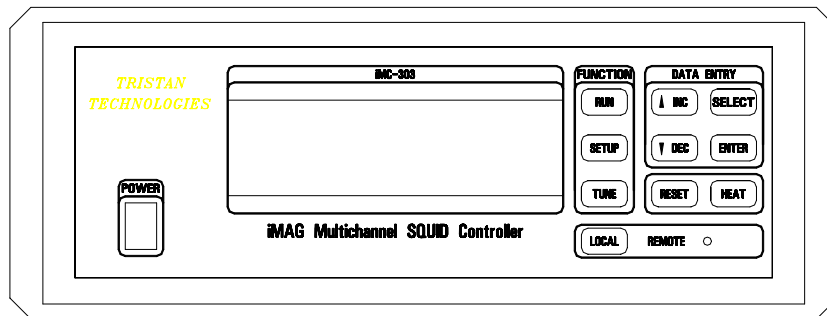 TRISTAN
TECHNOLOGIES
iMC-303
FUNCTION
DATA ENTRY
RUN
▲ INC
SELECT
SETUP
▼ DEC
ENTER
POWER
TUNE
RESET
HEAT
iMAG Multichannel SQUID Controller
LOCAL
REMOTE